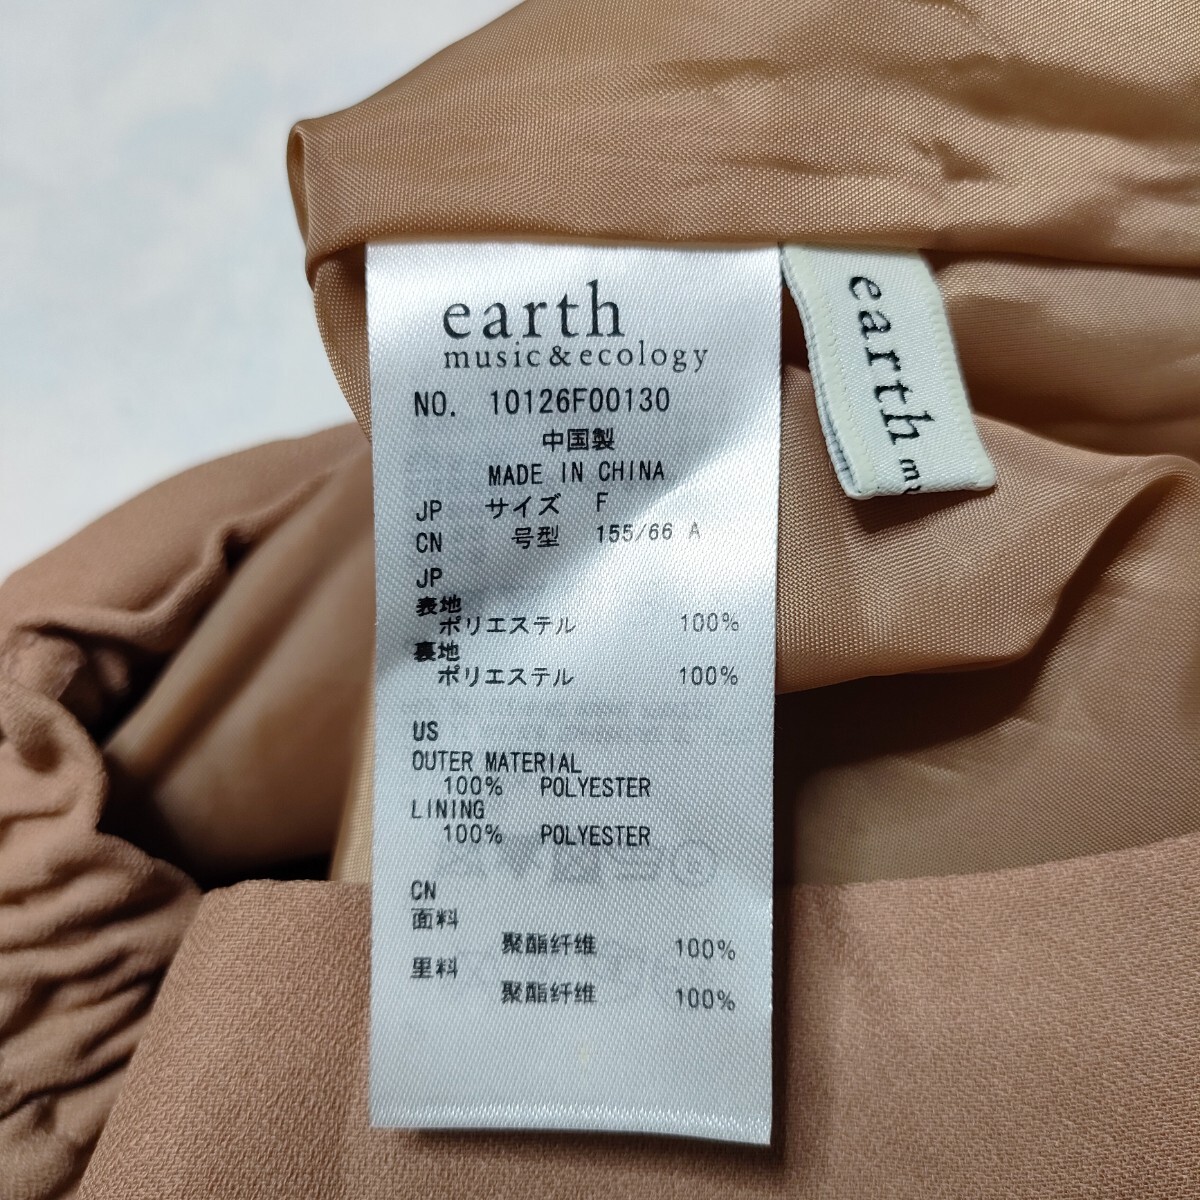 earth
music & ecology
NO. 10126F00130
中国製
MADE IN CHINA
JP サイズ F
CN 号型 155/66 A
JP
表地
ポリエステル 100%
裏地
ポリエステル 100%
US
OUTER MATERIAL
100% POLYESTER
LINING
100% POLYESTER
CN
面料
聚酯纤维 100%
里料
聚酯纤维 100%
earth mu